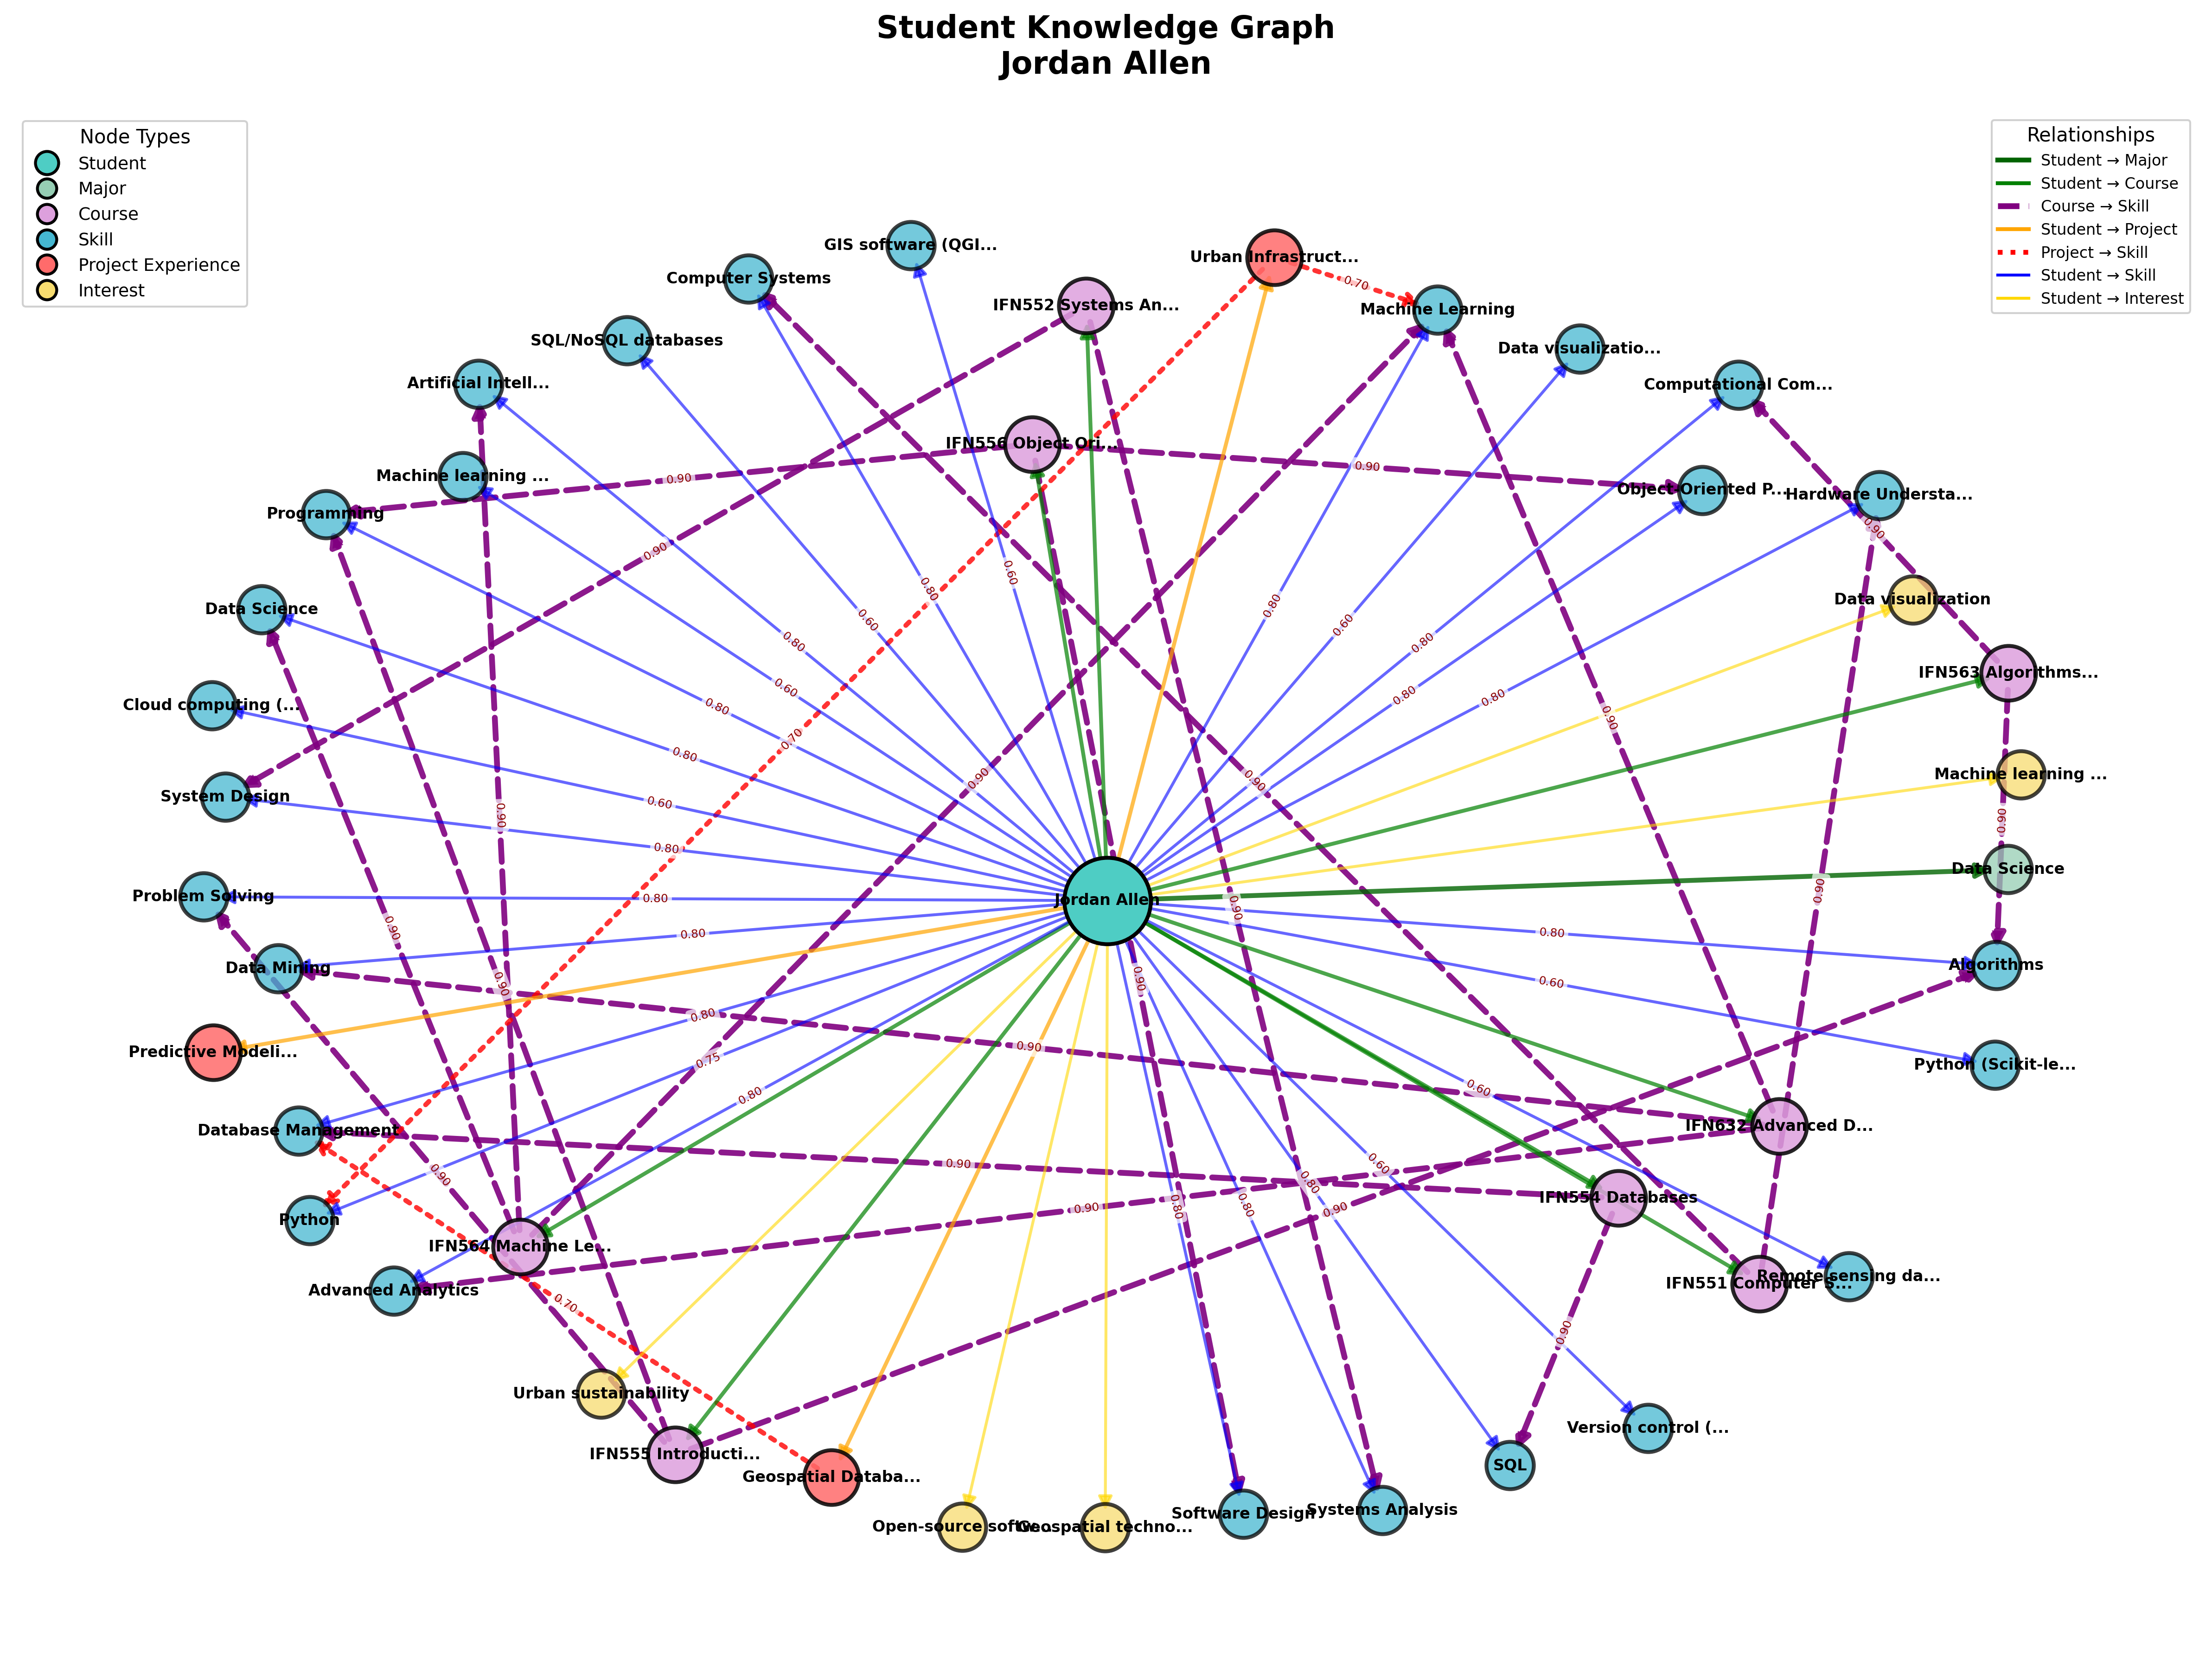 Student Knowledge Graph
Jordan Allen
Node Types
Student
Major
Course
Skill
Project Experience
Interest
Relationships
Student → Major
Student → Course
Course → Skill
Student → Project
Project → Skill
Student → Skill
Student → Interest
GIS software (QGI...
Urban Infrastruct...
Computer Systems
0.70
IFN552 Systems An...
Machine Learning
SQL/NoSQL databases
Data visualizatio...
Artificial Intell...
Computational Com...
IFN556 Object Ori...
0.90
Machine learning ...
0.90
Object-Oriented P...
Hardware Understa...
Programming
0.90
0.90
0.60
0.80
0.80
Data visualization
Data Science
0.60
0.60
0.80
0.80
IFN563 Algorithms...
0.60
0.80
0.80
Cloud computing (...
0.80
0.90
0.70
0.80
Machine learning ...
0.90
0.90
System Design
0.60
0.90
0.90
0.80
Data Science
0.90
Problem Solving
0.80
Jordan Allen
0.90
0.90
0.80
0.80
Data Mining
Algorithms
0.90
0.90
0.60
0.80
0.90
Predictive Modeli...
0.75
Python (Scikit-le...
0.80
0.60
Database Management
IFN632 Advanced D...
0.90
0.60
0.90
IFN554 Databases
0.90
0.80
0.80
0.80
0.90
Python
IFN564 Machine Le...
Remote sensing da...
IFN551 Computer S...
Advanced Analytics
0.70
0.90
Urban sustainability
Version control (...
IFN555 Introducti...
SQL
Geospatial Databa...
Systems Analysis
Software Design
Open-source softw...
Geospatial techno...